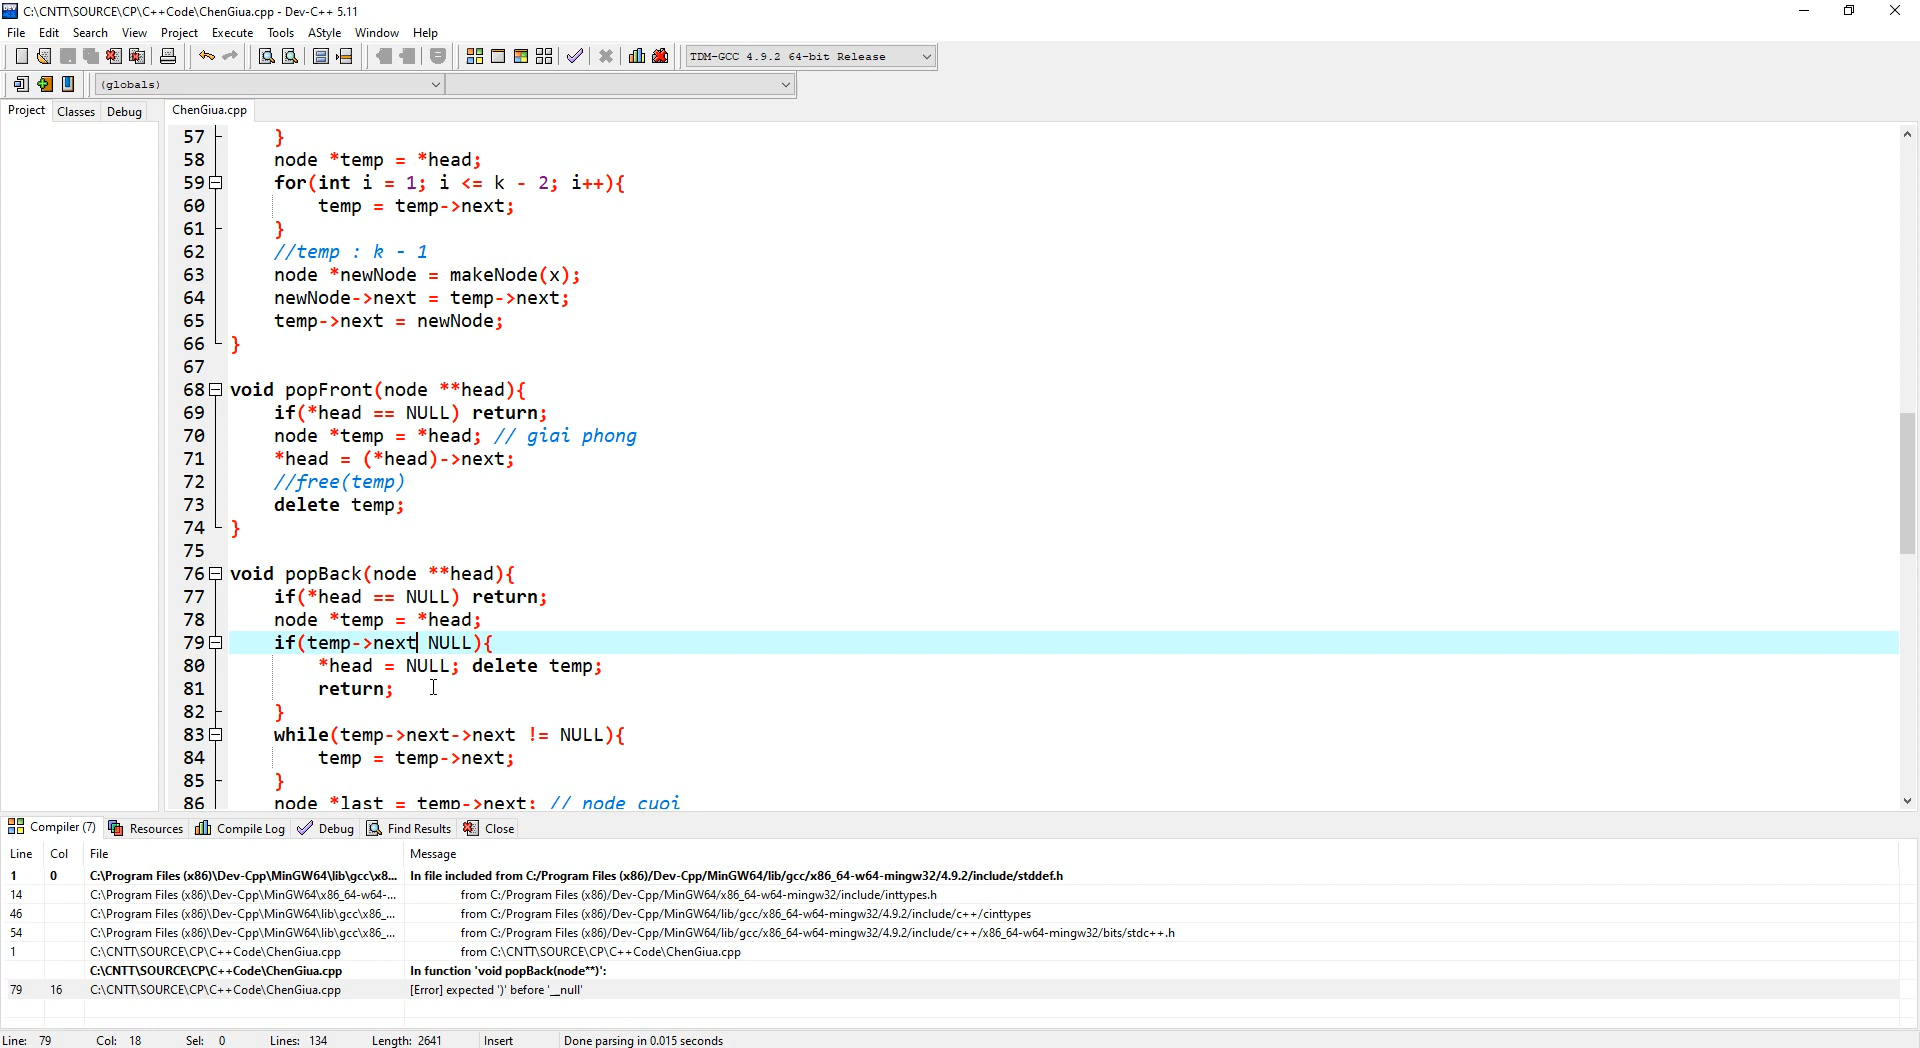 C:\CNTT\SOURCE\CP\C++Code\ChenGiua.cpp - Dev-C++ 5.11
File Edit Search View Project Execute Tools AStyle Window Help
TDM-GCC 4.9.2 64-bit Release
(globals)
Project Classes Debug ChenGiua.cpp
57 }
58 node *temp = *head;
59 for(int i = 1; i <= k - 2; i++){
60 temp = temp->next;
61 }
62 //temp : k - 1
63 node *newNode = makeNode(x);
64 newNode->next = temp->next;
65 temp->next = newNode;
66 }
67
68 void popFront(node **head){
69 if(*head == NULL) return;
70 node *temp = *head; // giai phong
71 *head = (*head)->next;
72 //free(temp)
73 delete temp;
74 }
75
76 void popBack(node **head){
77 if(*head == NULL) return;
78 node *temp = *head;
79 if(temp->next NULL){
80 *head = NULL; delete temp;
81 return;
82 }
83 while(temp->next->next != NULL){
84 temp = temp->next;
85 }
86 node *last = temp->next; // node cuoi
Compiler (7) Resources Compile Log Debug Find Results Close
Line Col File Message
1 0 C:\Program Files (x86)\Dev-Cpp\MinGW64\lib\gcc\x8... In file included from C:/Program Files (x86)/Dev-Cpp/MinGW64/lib/gcc/x86_64-w64-mingw32/4.9.2/include/stddef.h
14 C:\Program Files (x86)\Dev-Cpp\MinGW64\x86_64-w64-... from C:/Program Files (x86)/Dev-Cpp/MinGW64/x86_64-w64-mingw32/include/inttypes.h
46 C:\Program Files (x86)\Dev-Cpp\MinGW64\lib\gcc\x86_... from C:/Program Files (x86)/Dev-Cpp/MinGW64/lib/gcc/x86_64-w64-mingw32/4.9.2/include/c++/cinttypes
54 C:\Program Files (x86)\Dev-Cpp\MinGW64\lib\gcc\x86_... from C:/Program Files (x86)/Dev-Cpp/MinGW64/lib/gcc/x86_64-w64-mingw32/4.9.2/include/c++/x86_64-w64-mingw32/bits/stdc++.h
1 C:\CNTT\SOURCE\CP\C++Code\ChenGiua.cpp from C:\CNTT\SOURCE\CP\C++Code\ChenGiua.cpp
C:\CNTT\SOURCE\CP\C++Code\ChenGiua.cpp In function 'void popBack(node**)':
79 16 C:\CNTT\SOURCE\CP\C++Code\ChenGiua.cpp [Error] expected ')' before '__null'
Line: 79 Col: 18 Sel: 0 Lines: 134 Length: 2641 Insert Done parsing in 0.015 seconds